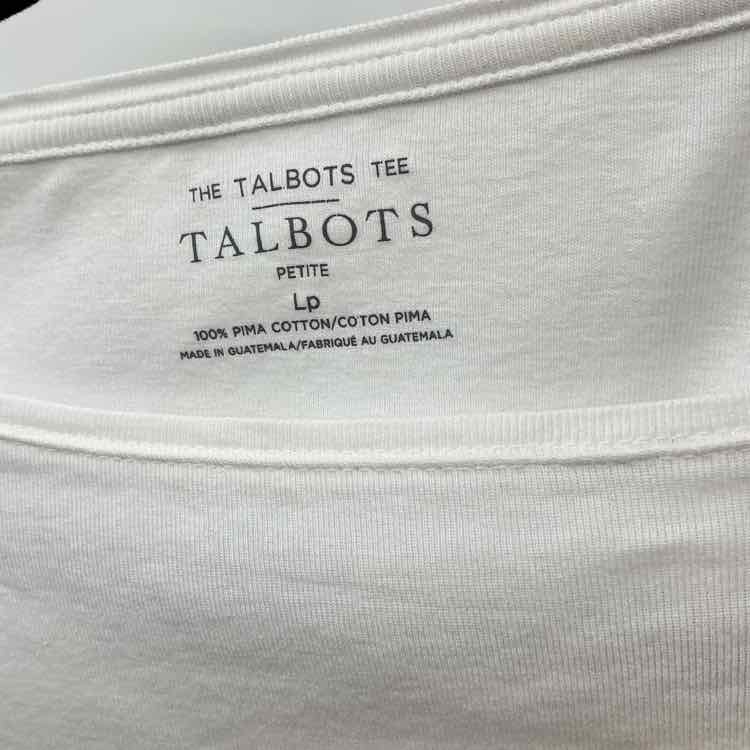 THE TALBOTS TEE
TALBOTS
PETITE
Lp
100% PIMA COTTON/COTON PIMA
MADE IN GUATEMALA/FABRIQUÉ AU GUATEMALA